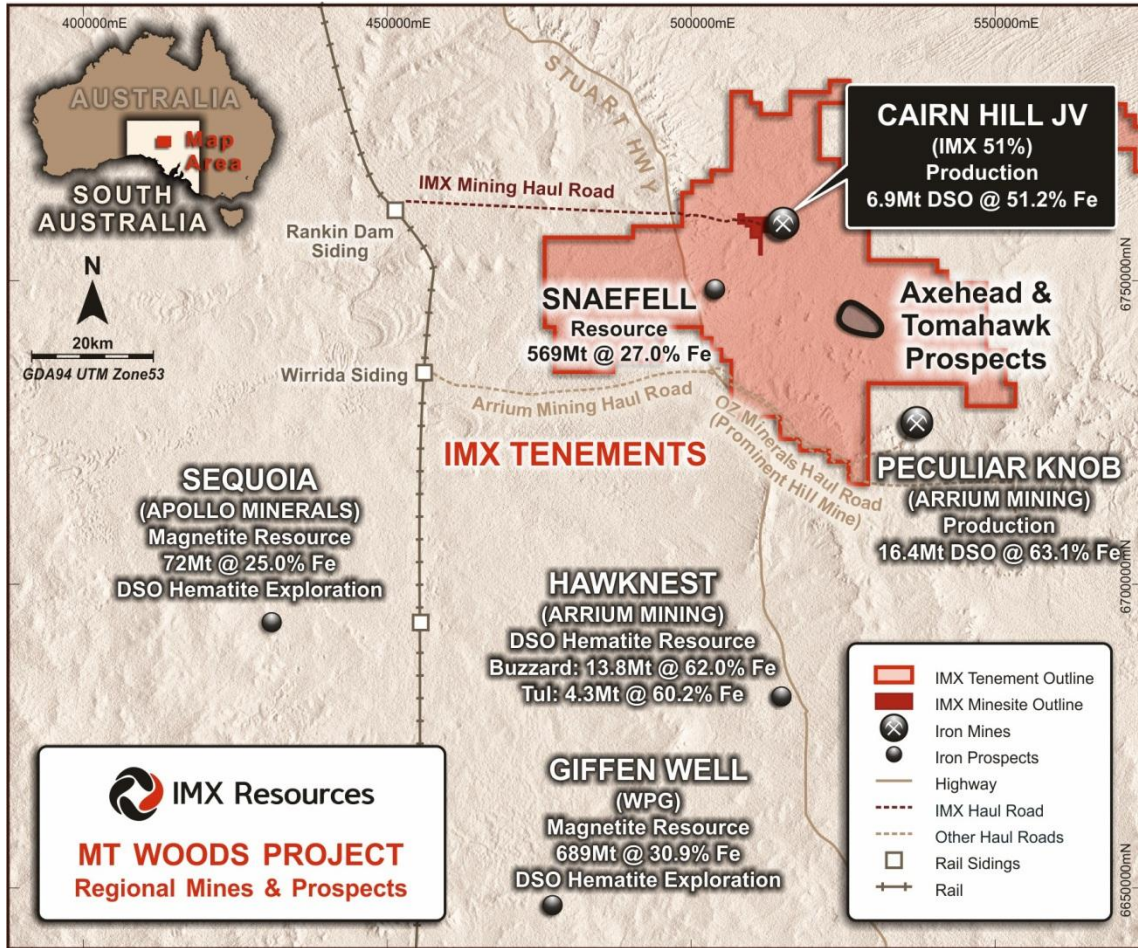 400000mE
450000mE
500000mE
550000mE
AUSTRALIA
Map
Area
SOUTH
AUSTRALIA
N
20km
GDA94 UTM Zone53
STUART HWY
IMX Mining Haul Road
Rankin Dam
Siding
CAIRN HILL JV
(IMX 51%)
Production
6.9Mt DSO @ 51.2% Fe
6750000mN
SNAEFELL
Resource
569Mt @ 27.0% Fe
Axehead &
Tomahawk
Prospects
Wirrida Siding
Arrium Mining Haul Road
OZ Minerals Haul Road
(Prominent Hill Mine)
IMX TENEMENTS
PECULIAR KNOB
(ARRIUM MINING)
Production
16.4Mt DSO @ 63.1% Fe
SEQUOIA
(APOLLO MINERALS)
Magnetite Resource
72Mt @ 25.0% Fe
DSO Hematite Exploration
6700000mN
HAWKNEST
(ARRIUM MINING)
DSO Hematite Resource
Buzzard: 13.8Mt @ 62.0% Fe
Tul: 4.3Mt @ 60.2% Fe
GIFFEN WELL
(WPG)
Magnetite Resource
689Mt @ 30.9% Fe
DSO Hematite Exploration
IMX Resources
MT WOODS PROJECT
Regional Mines & Prospects
IMX Tenement Outline
IMX Minesite Outline
Iron Mines
Iron Prospects
Highway
IMX Haul Road
Other Haul Roads
Rail Sidings
Rail
6650000mN